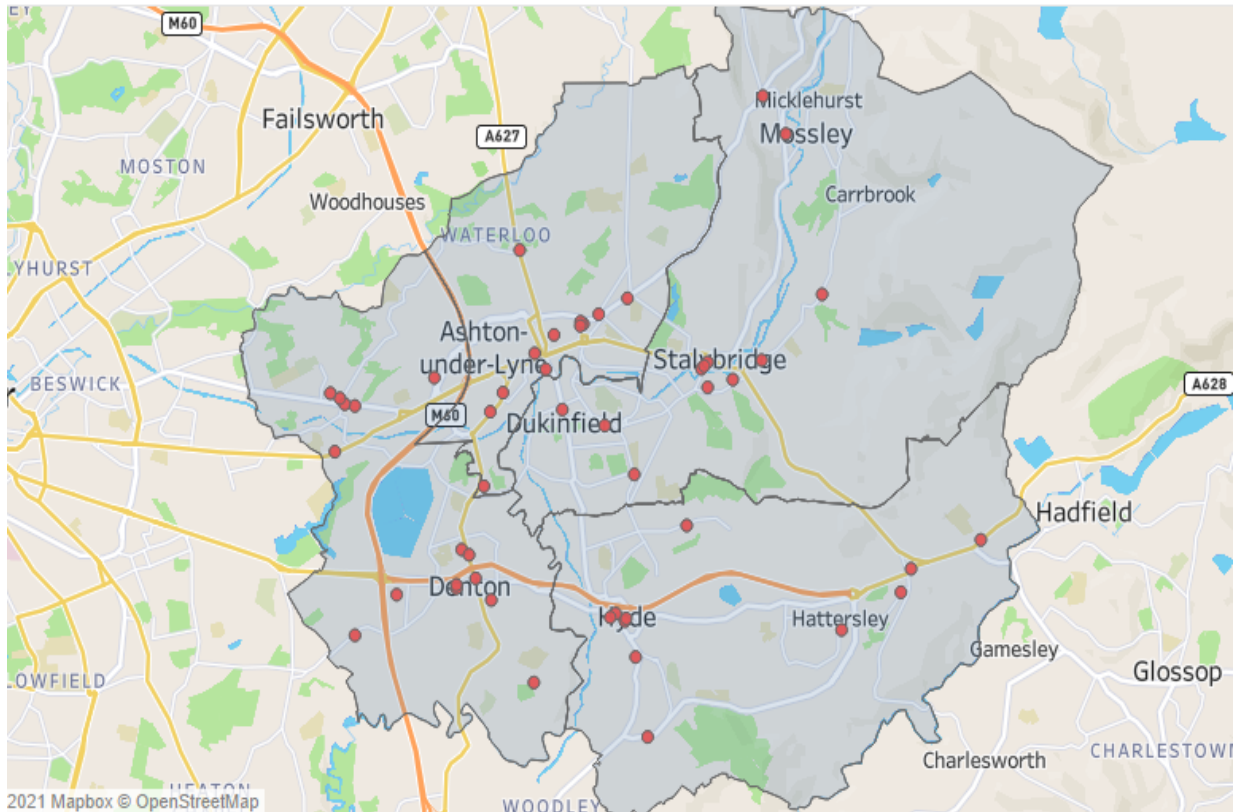 M60
Failsworth
MOSTON
A627
Woodhouses
Micklehurst
Mossley
Carrbrook
WATERLOO
LYHURST
Ashton-
under-Lyne
Stalybridge
BESWICK
A628
M60
Dukinfield
Hadfield
Denton
Hyde
Hattersley
Gamesley
Glossop
LOWFIELD
CHARLESTOWN
Charlesworth
HEATON
WOODLEY
2021 Mapbox © OpenStreetMap